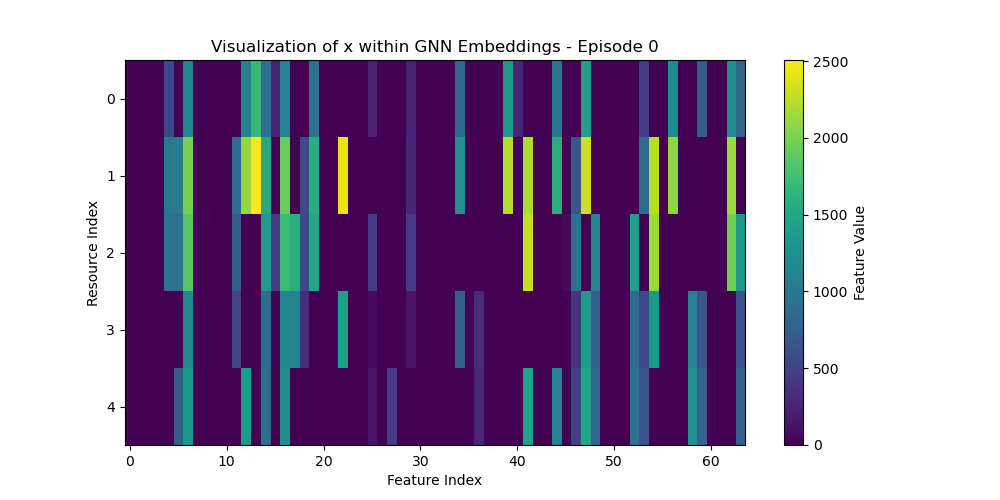 Visualization of x within GNN Embeddings - Episode 0
Resource Index
0
1
2
3
4
0 10 20 30 40 50 60
Feature Index
2500
2000
1500
1000
500
0
Feature Value